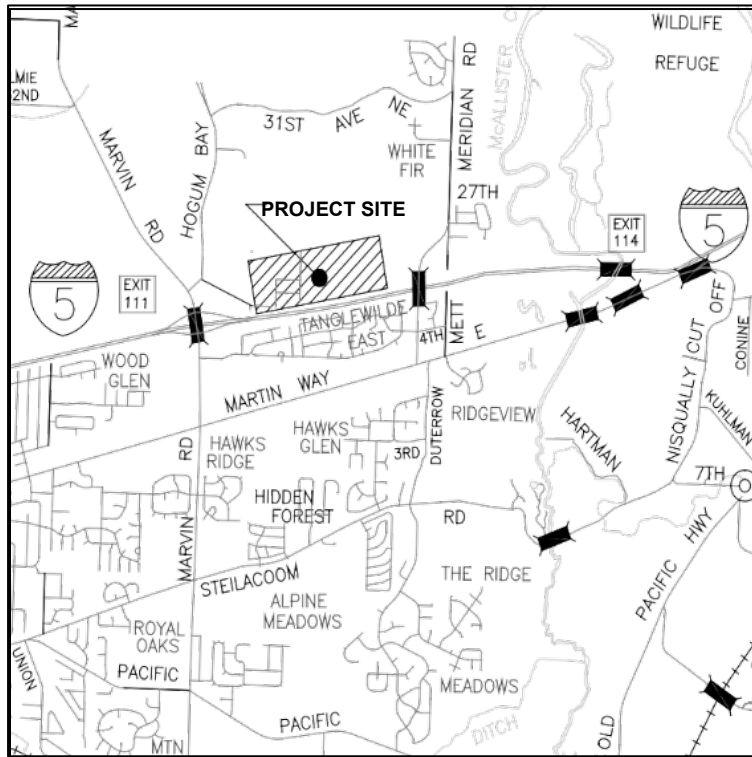 MA
WILDLIFE
REFUGE
MIE
2ND
MARVIN RD
HOGUM BAY
31ST AVE NE
WHITE
FIR
MERIDIAN RD
McALLISTER
27TH
PROJECT SITE
EXIT
111
5
EXIT
114
5
TANGLEWILDE
EAST
4TH
METT
E
WOOD
GLEN
MARTIN WAY
RIDGEVIEW
NISQUALLY CUT OFF
CONINE
KUHLMAN
HARTMAN
DUTERROW
3RD
HAWKS
RIDGE
HAWKS
GLEN
RD
MARVIN
HIDDEN
FOREST
STEILACOOM
RD
7TH
PACIFIC HWY
OLD
THE RIDGE
ALPINE
MEADOWS
ROYAL
OAKS
UNION
PACIFIC
MEADOWS
PACIFIC
DITCH
MTN